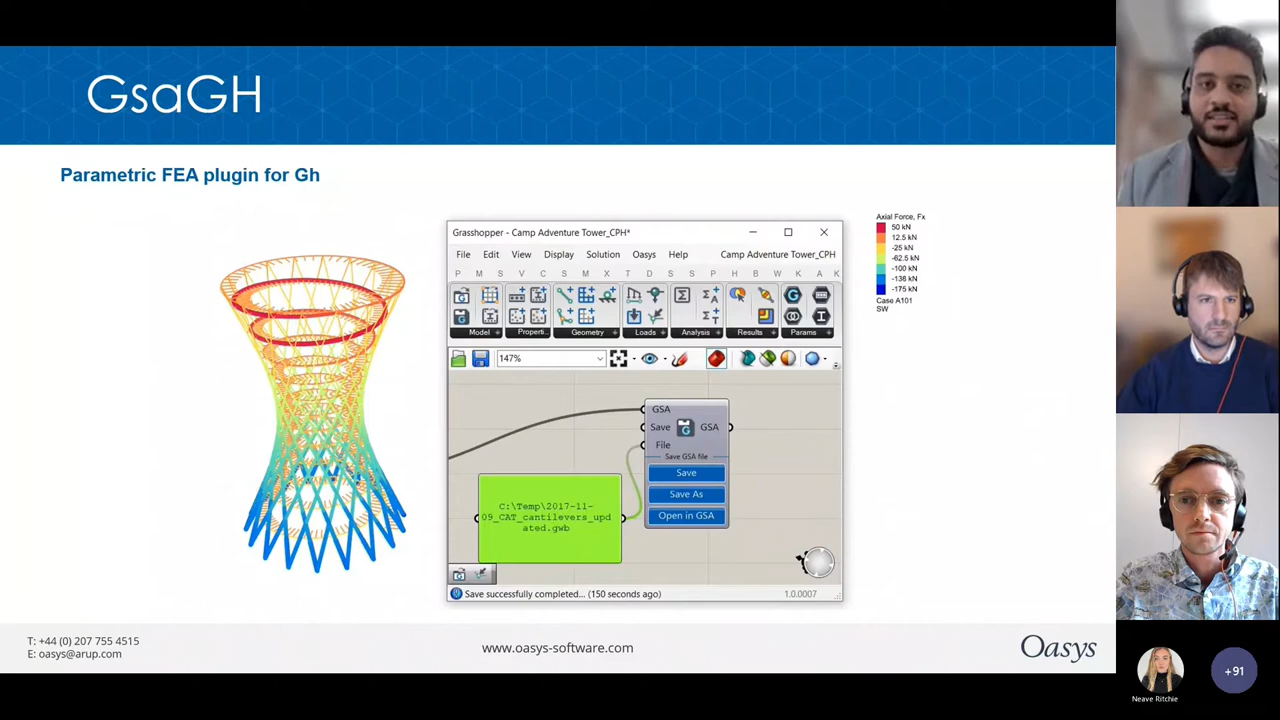 GsaGH
Parametric FEA plugin for Gh
Grasshopper - Camp Adventure Tower_CPH*
File Edit View Display Solution Oasys Help Camp Adventure Tower_CPH
P M S V C I X T D A S M D H B W L A K A
Model Properti... Geometry Loads Analysis Results Params
147%
GSA
Save GSA
File
Save GSA file
Save
Save As
Open in GSA
C:\Temp\2017-11-
09_CAT_cantilevers_upd
ated.gwb
Save successfully completed... (150 seconds ago) 1.0.0007
Axial Force, Fx
50 kN
12.5 kN
-25 kN
-62.5 kN
-100 kN
-138 kN
-175 kN
Case A101
SW
T: +44 (0) 207 755 4515
E: oasys@arup.com
www.oasys-software.com
Oasys
Neave Ritchie
+91